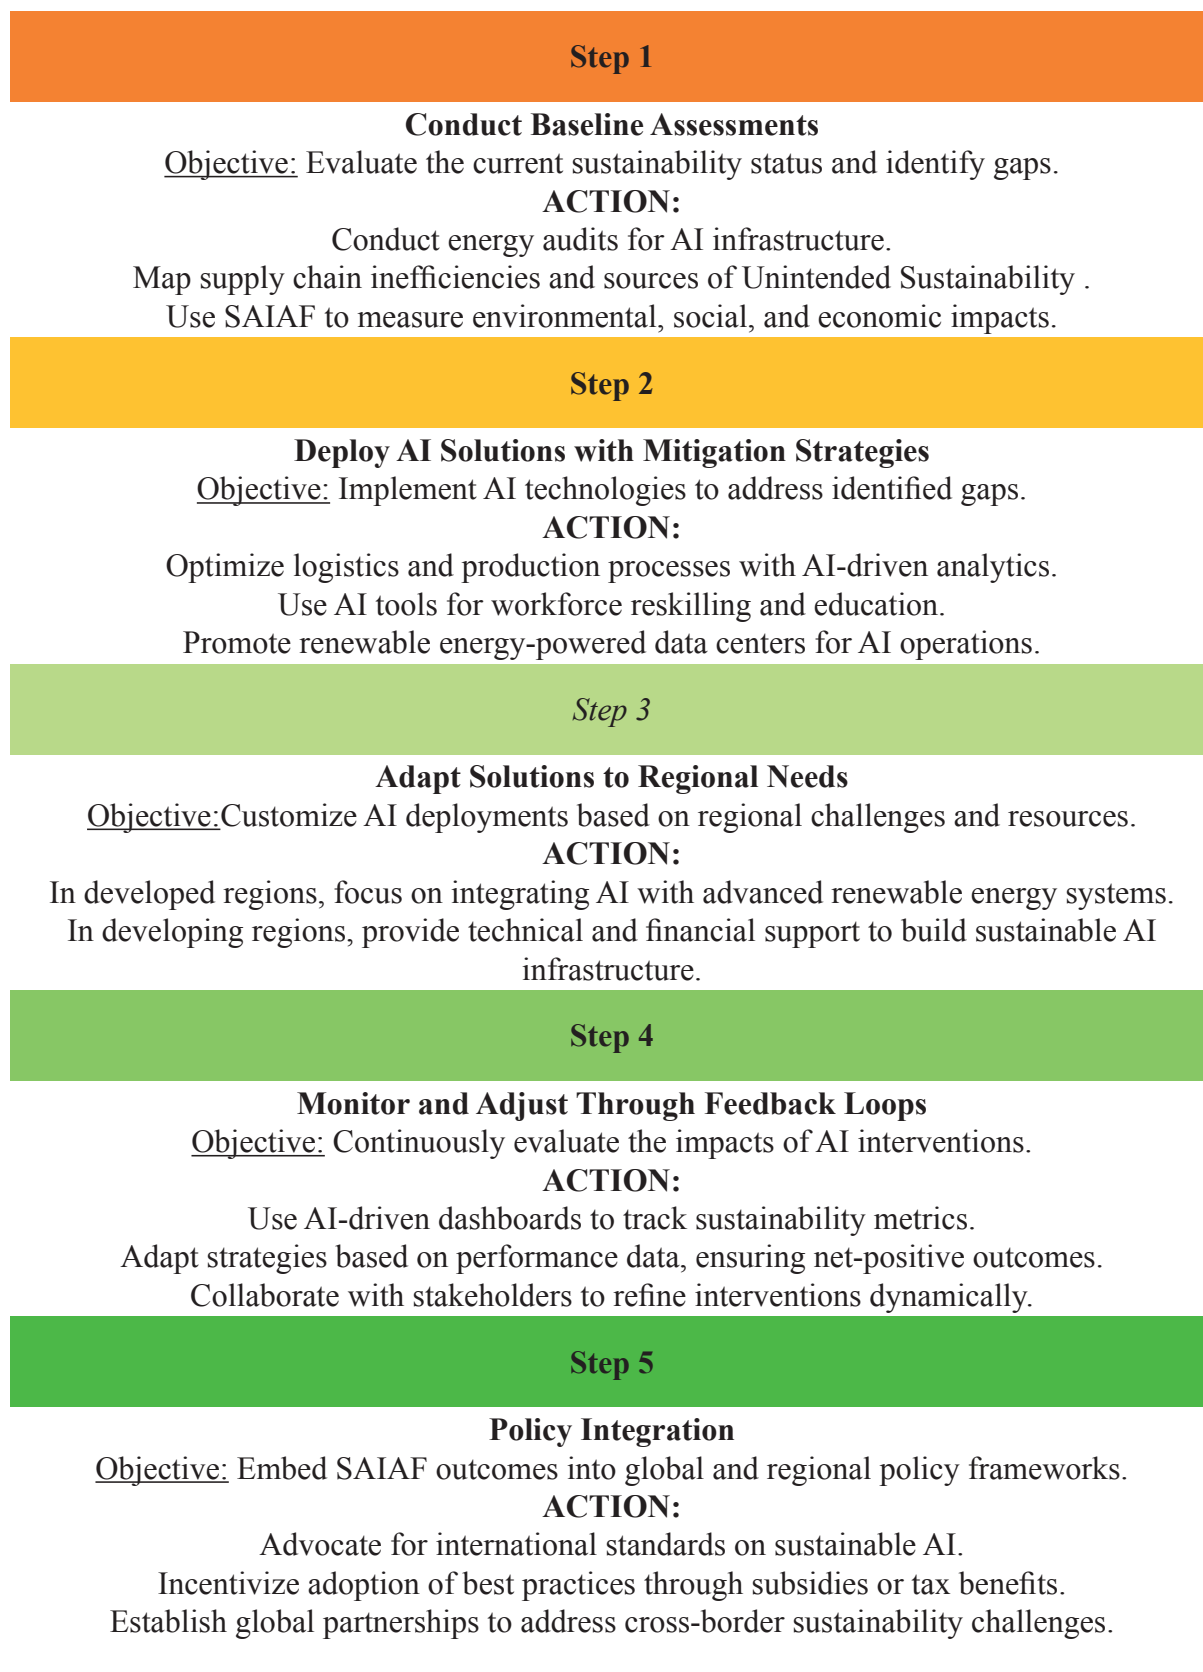 Step 1
Conduct Baseline Assessments
Objective: Evaluate the current sustainability status and identify gaps.
ACTION:
Conduct energy audits for AI infrastructure.
Map supply chain inefficiencies and sources of Unintended Sustainability .
Use SAIAF to measure environmental, social, and economic impacts.
Step 2
Deploy AI Solutions with Mitigation Strategies
Objective: Implement AI technologies to address identified gaps.
ACTION:
Optimize logistics and production processes with AI-driven analytics.
Use AI tools for workforce reskilling and education.
Promote renewable energy-powered data centers for AI operations.
Step 3
Adapt Solutions to Regional Needs
Objective:Customize AI deployments based on regional challenges and resources.
ACTION:
In developed regions, focus on integrating AI with advanced renewable energy systems.
In developing regions, provide technical and financial support to build sustainable AI
infrastructure.
Step 4
Monitor and Adjust Through Feedback Loops
Objective: Continuously evaluate the impacts of AI interventions.
ACTION:
Use AI-driven dashboards to track sustainability metrics.
Adapt strategies based on performance data, ensuring net-positive outcomes.
Collaborate with stakeholders to refine interventions dynamically.
Step 5
Policy Integration
Objective: Embed SAIAF outcomes into global and regional policy frameworks.
ACTION:
Advocate for international standards on sustainable AI.
Incentivize adoption of best practices through subsidies or tax benefits.
Establish global partnerships to address cross-border sustainability challenges.